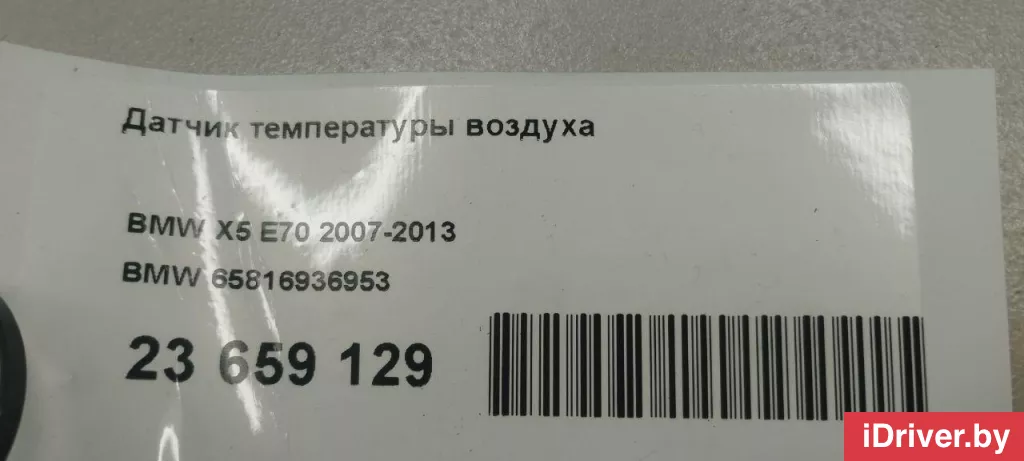 Датчик температуры воздуха
BMW X5 E70 2007-2013
BMW 65816936953
23 659 129
iDriver.by